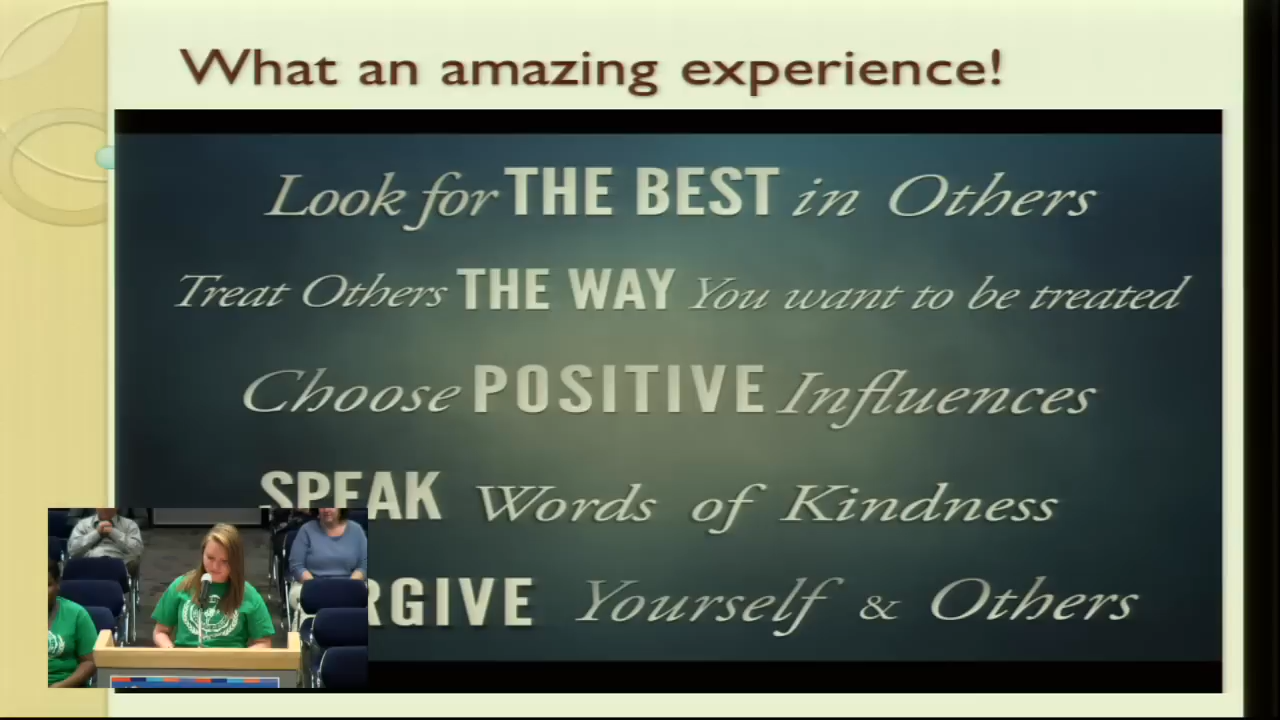 What an amazing experience!
Look for THE BEST in Others
Treat Others THE WAY You want to be treated
Choose POSITIVE Influences
SPEAK Words of Kindness
RGIVE Yourself & Others